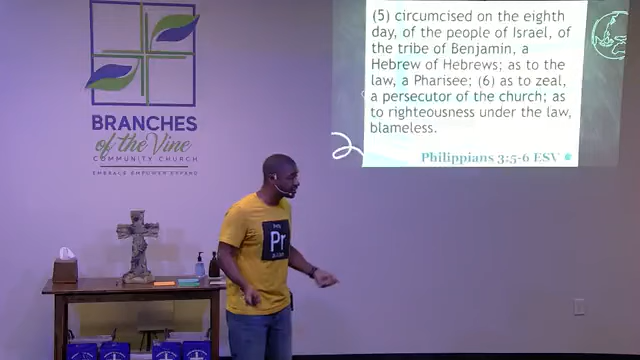 (5) circumcised on the eighth
day, of the people of Israel, of
the tribe of Benjamin, a
Hebrew of Hebrews; as to the
law, a Pharisee; (6) as to zeal,
a persecutor of the church; as
to righteousness under the law,
blameless.
Philippians 3:5-6 ESV
BRANCHES
of the Vine
COMMUNITY CHURCH
EMBRACE EMPOWER EXPAND
Pr